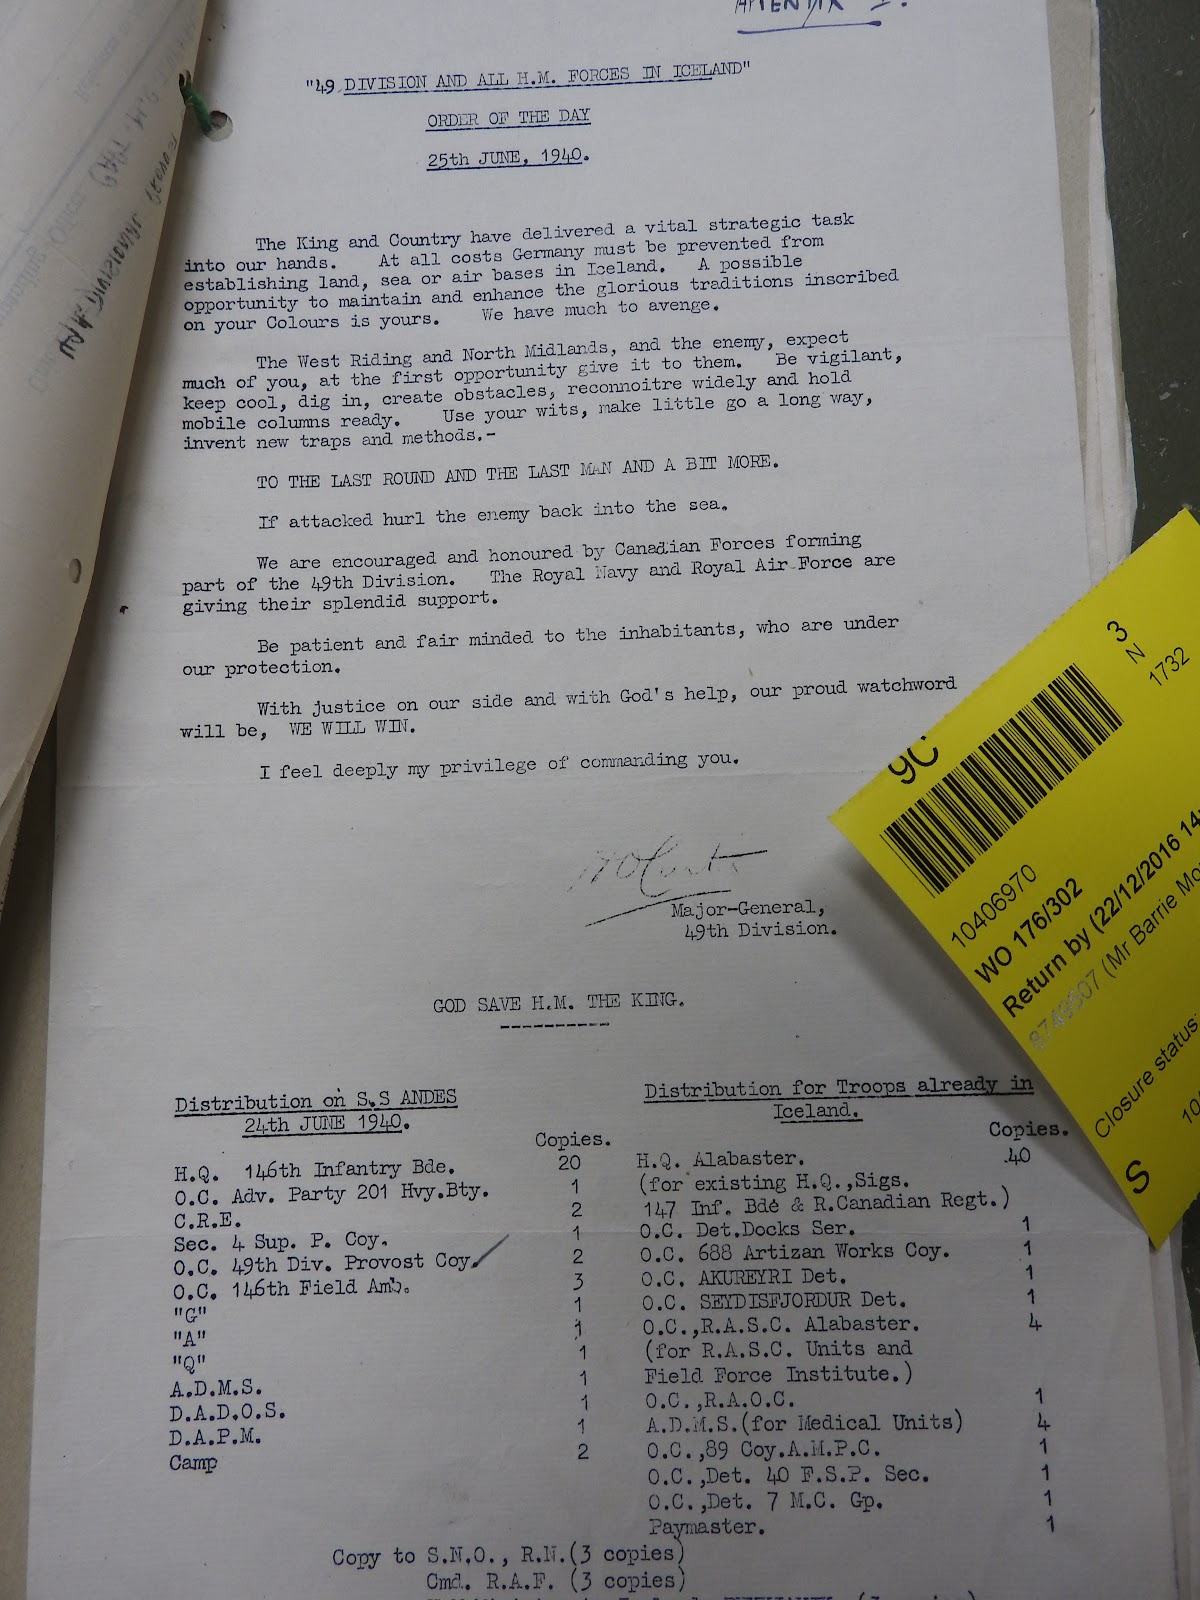 APPENDIX I.
"49 DIVISION AND ALL H.M. FORCES IN ICELAND"
ORDER OF THE DAY
25th JUNE, 1940.
The King and Country have delivered a vital strategic task
into our hands. At all costs Germany must be prevented from
establishing land, sea or air bases in Iceland. A possible
opportunity to maintain and enhance the glorious traditions inscribed
on your Colours is yours. We have much to avenge.
The West Riding and North Midlands, and the enemy, expect
much of you, at the first opportunity give it to them. Be vigilant,
keep cool, dig in, create obstacles, reconnoitre widely and hold
mobile columns ready. Use your wits, make little go a long way,
invent new traps and methods.-
TO THE LAST ROUND AND THE LAST MAN AND A BIT MORE.
If attacked hurl the enemy back into the sea.
We are encouraged and honoured by Canadian Forces forming
part of the 49th Division. The Royal Navy and Royal Air Force are
giving their splendid support.
Be patient and fair minded to the inhabitants, who are under
our protection.
With justice on our side and with God's help, our proud watchword
will be, WE WILL WIN.
I feel deeply my privilege of commanding you.
Major-General,
49th Division.
GOD SAVE H.M. THE KING.
Distribution on S.S ANDES
24th JUNE 1940.
Copies.
H.Q. 146th Infantry Bde. 20
O.C. Adv. Party 201 Hvy.Bty. 1
C.R.E. 2
Sec. 4 Sup. P. Coy. 1
O.C. 49th Div. Provost Coy. 2
O.C. 146th Field Amb. 3
"G" 1
"A" 1
"Q" 1
A.D.M.S. 1
D.A.D.O.S. 1
D.A.P.M. 1
Camp 2
Distribution for Troops already in
Iceland.
Copies.
H.Q. Alabaster. 40
(for existing H.Q.,Sigs.
147 Inf. Bde & R.Canadian Regt.)
O.C. Det.Docks Ser. 1
O.C. 688 Artizan Works Coy. 1
O.C. AKUREYRI Det. 1
O.C. SEYDISFJORDUR Det. 1
O.C.,R.A.S.C. Alabaster. 4
(for R.A.S.C. Units and
Field Force Institute.)
O.C.,R.A.O.C. 1
A.D.M.S.(for Medical Units) 4
O.C.,89 Coy.A.M.P.C. 1
O.C.,Det. 40 F.S.P. Sec. 1
O.C.,Det. 7 M.C. Gp. 1
Paymaster. 1
Copy to S.N.O., R.N.(3 copies)
Cmd. R.A.F. (3 copies)
3
N
1732
9C
10406970
WO 176/302
Return by (22/12/2016 14
(Mr Barrie
Closure status:
S